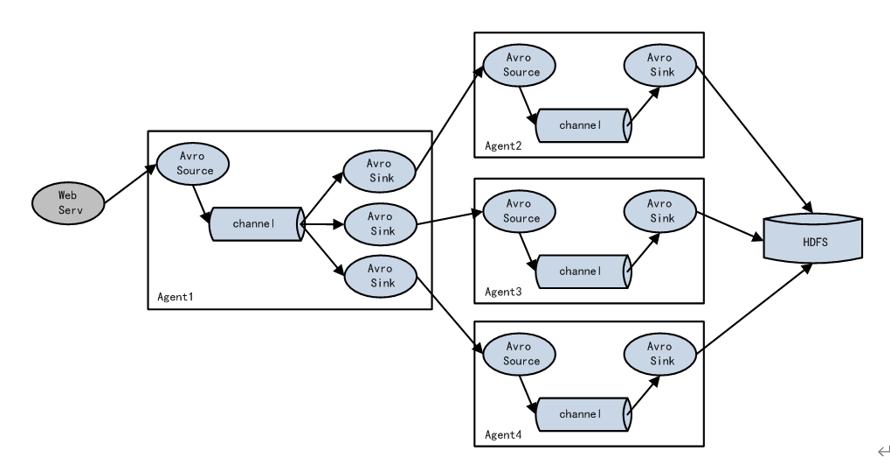 Web
Serv
Avro
Source
channel
Avro
Sink
Avro
Sink
Avro
Sink
Agent1
Avro
Source
channel
Avro
Sink
Agent2
Avro
Source
channel
Avro
Sink
Agent3
Avro
Source
channel
Avro
Sink
Agent4
HDFS